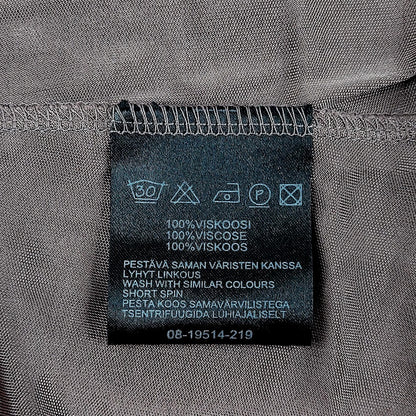 30 P
100%VISKOOSI
100%VISCOSE
100%VISKOOS
PESTÄVÄ SAMAN VÄRISTEN KANSSA
LYHYT LINKOUS
WASH WITH SIMILAR COLOURS
SHORT SPIN
PESTA KOOS SAMAVÄRVILISTEGA
TSENTRIFUUGIDA LÜHIAJALISELT
08-19514-219